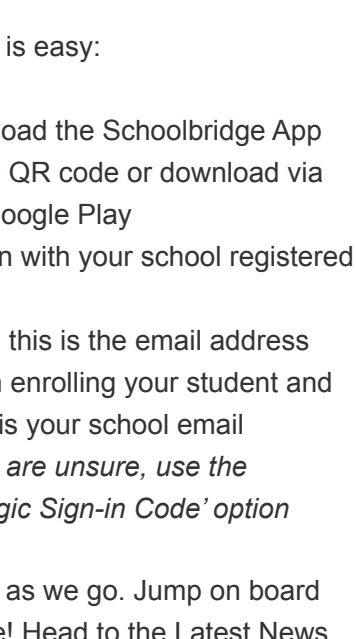 is easy:
oad the Schoolbridge App
QR code or download via
oogle Play
n with your school registered
this is the email address
n enrolling your student and
is your school email
are unsure, use the
gic Sign-in Code’ option
as we go. Jump on board
e! Head to the Latest News